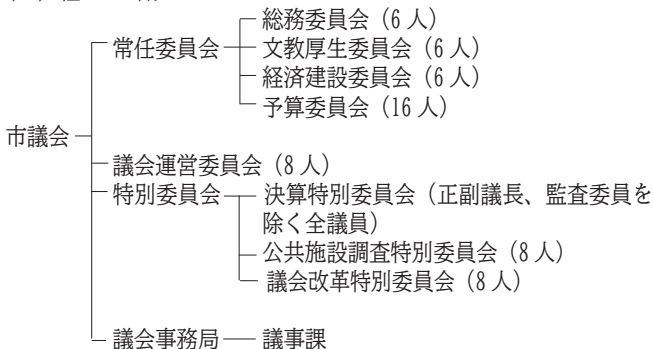 総務委員会（6 人）
常任委員会
文教厚生委員会（6 人）
経済建設委員会（6 人）
予算委員会（16 人）
市議会
議会運営委員会（8 人）
特別委員会
決算特別委員会（正副議長、監査委員を
除く全議員）
公共施設調査特別委員会（8 人）
議会改革特別委員会（8 人）
議会事務局
議事課